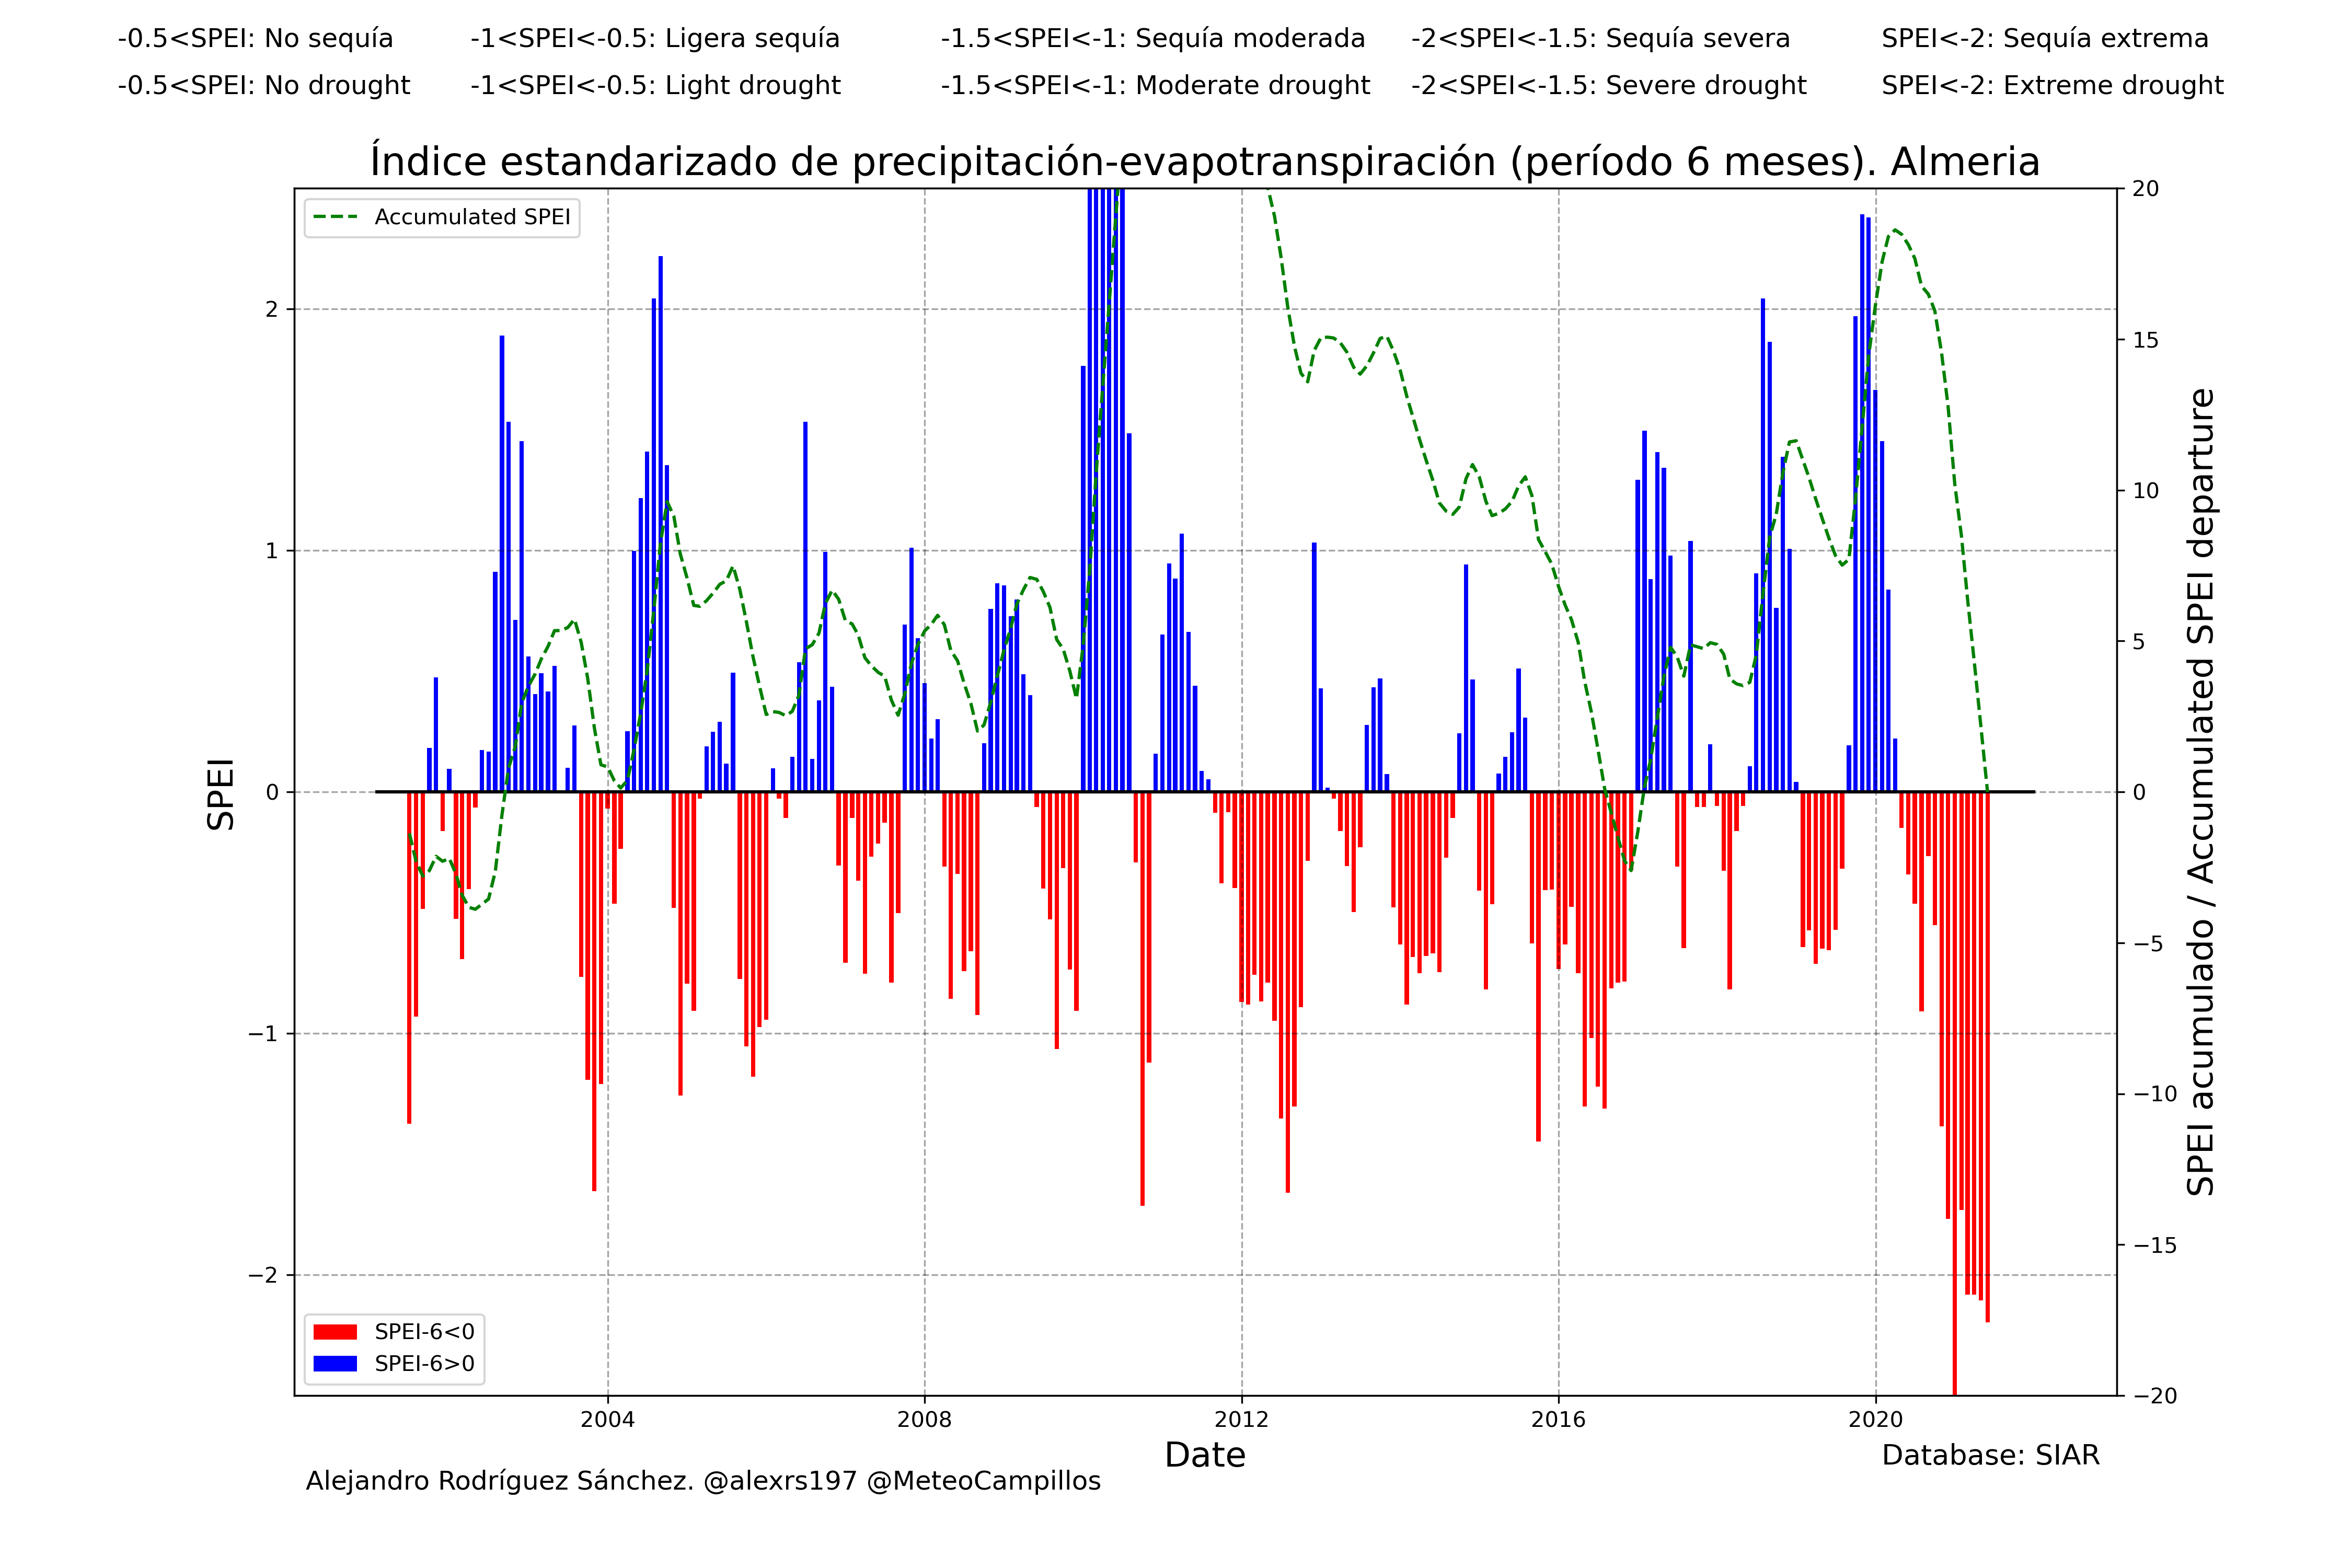 -0.5<SPEI: No sequía -1<SPEI<-0.5: Ligera sequía -1.5<SPEI<-1: Sequía moderada -2<SPEI<-1.5: Sequía severa SPEI<-2: Sequía extrema
-0.5<SPEI: No drought -1<SPEI<-0.5: Light drought -1.5<SPEI<-1: Moderate drought -2<SPEI<-1.5: Severe drought SPEI<-2: Extreme drought
Índice estandarizado de precipitación-evapotranspiración (período 6 meses). Almeria
Accumulated SPEI
SPEI
2
1
0
−1
−2
20
15
10
5
0
−5
−10
−15
−20
SPEI acumulado / Accumulated SPEI departure
SPEI-6<0
SPEI-6>0
2004 2008 2012 2016 2020
Date
Database: SIAR
Alejandro Rodríguez Sánchez. @alexrs197 @MeteoCampillos